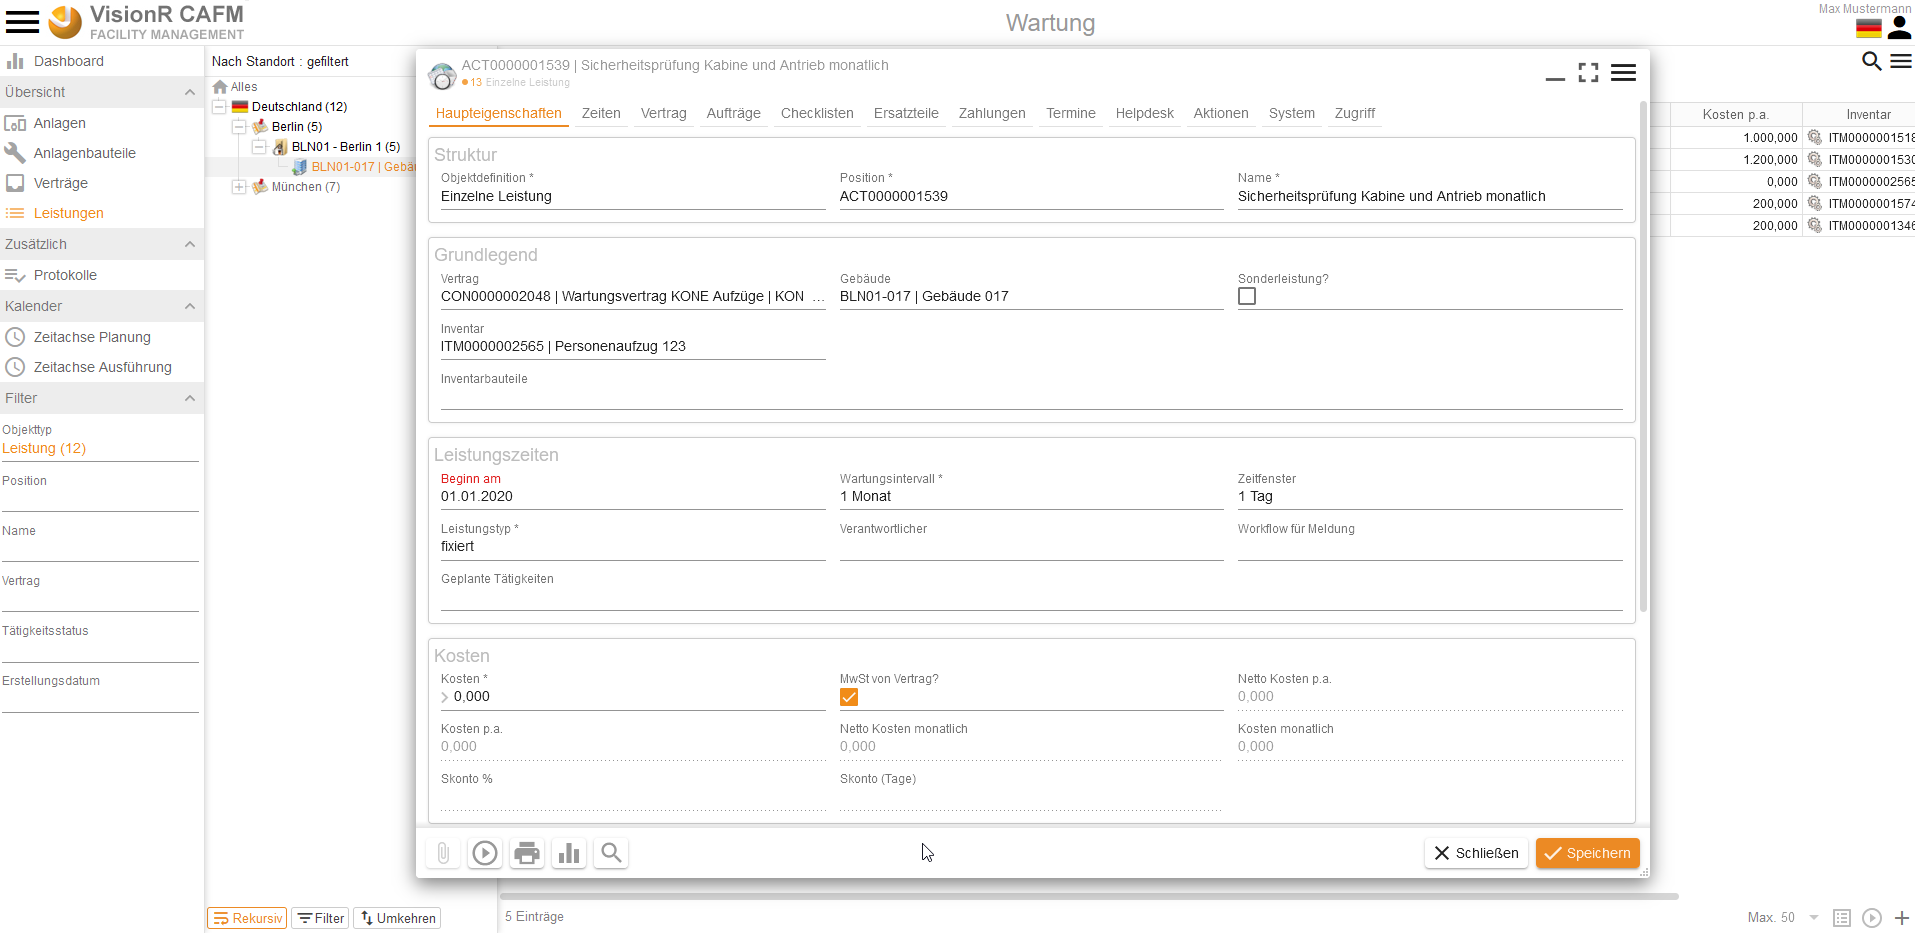 VisionR CAFM
FACILITY MANAGEMENT
Wartung
Max Mustermann
Dashboard
Übersicht
Anlagen
Anlagenbauteile
Verträge
Leistungen
Zusätzlich
Protokolle
Kalender
Zeitachse Planung
Zeitachse Ausführung
Filter
Objekttyp
Leistung (12)
Position
Name
Vertrag
Tätigkeitsstatus
Erstellungsdatum
Nach Standort : gefiltert
Alles
Deutschland (12)
Berlin (5)
BLN01 - Berlin 1 (5)
BLN01-017 | Gebäu
München (7)
Rekursiv
Filter
Umkehren
ACT0000001539 | Sicherheitsprüfung Kabine und Antrieb monatlich
13 Einzelne Leistung
Haupteigenschaften Zeiten Vertrag Aufträge Checklisten Ersatzteile Zahlungen Termine Helpdesk Aktionen System Zugriff
Struktur
Objektdefinition * Position * Name *
Einzelne Leistung ACT0000001539 Sicherheitsprüfung Kabine und Antrieb monatlich
Grundlegend
Vertrag Gebäude Sonderleistung?
CON0000002048 | Wartungsvertrag KONE Aufzüge | KON ... BLN01-017 | Gebäude 017
Inventar
ITM0000002565 | Personenaufzug 123
Inventarbauteile
Leistungszeiten
Beginn am Wartungsintervall * Zeitfenster
01.01.2020 1 Monat 1 Tag
Leistungstyp * Verantwortlicher Workflow für Meldung
fixiert
Geplante Tätigkeiten
Kosten
Kosten * MwSt von Vertrag? Netto Kosten p.a.
0,000 0,000
Kosten p.a. Netto Kosten monatlich Kosten monatlich
0,000 0,000 0,000
Skonto % Skonto (Tage)
Schließen Speichern
Kosten p.a. Inventar
1.000,000 ITM0000001518
1.200,000 ITM0000001530
0,000 ITM0000002565
200,000 ITM0000001574
200,000 ITM0000001346
5 Einträge
Max. 50